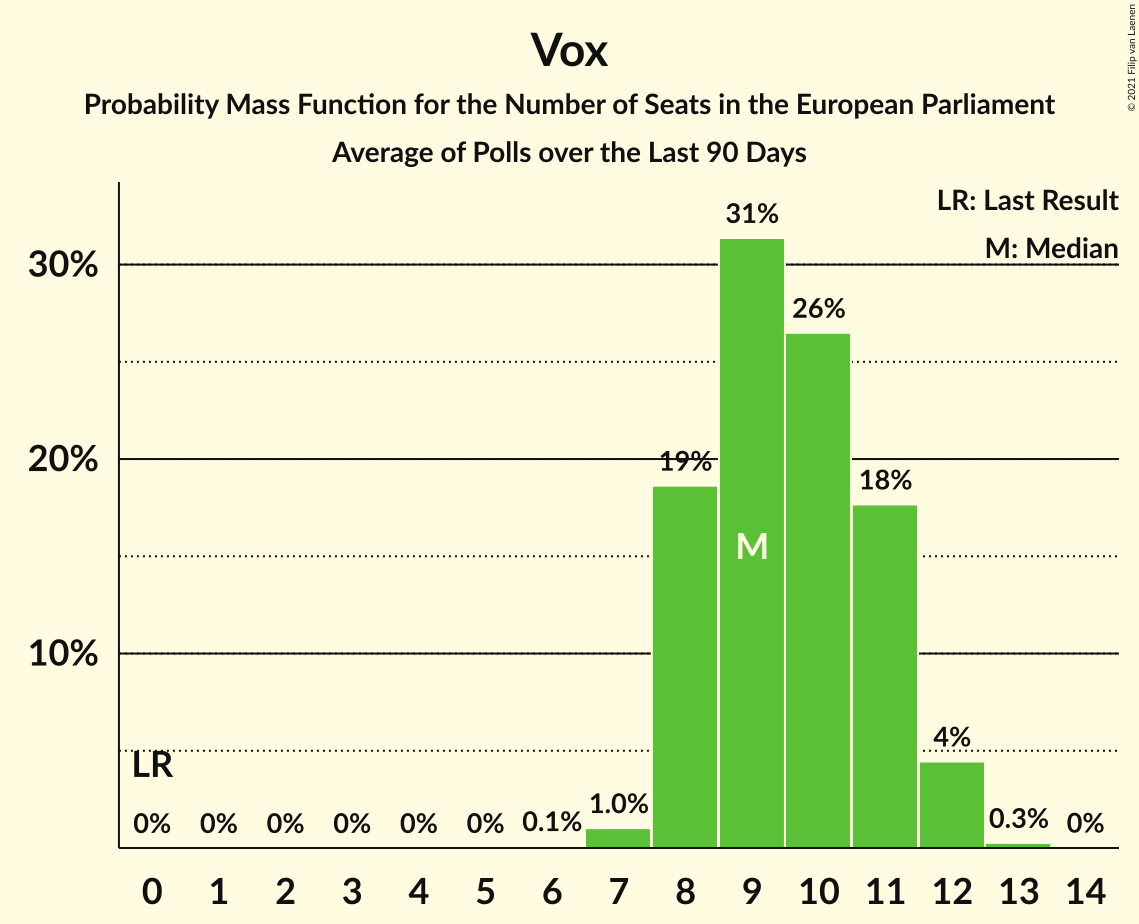 Vox
Probability Mass Function for the Number of Seats in the European Parliament
Average of Polls over the Last 90 Days
© 2021 Filip van Laenen
LR: Last Result
M: Median
30%
20%
10%
31%
26%
19%
18%
M
4%
LR
0% 0% 0% 0% 0% 0% 0.1% 1.0% 0.3% 0%
0 1 2 3 4 5 6 7 8 9 10 11 12 13 14